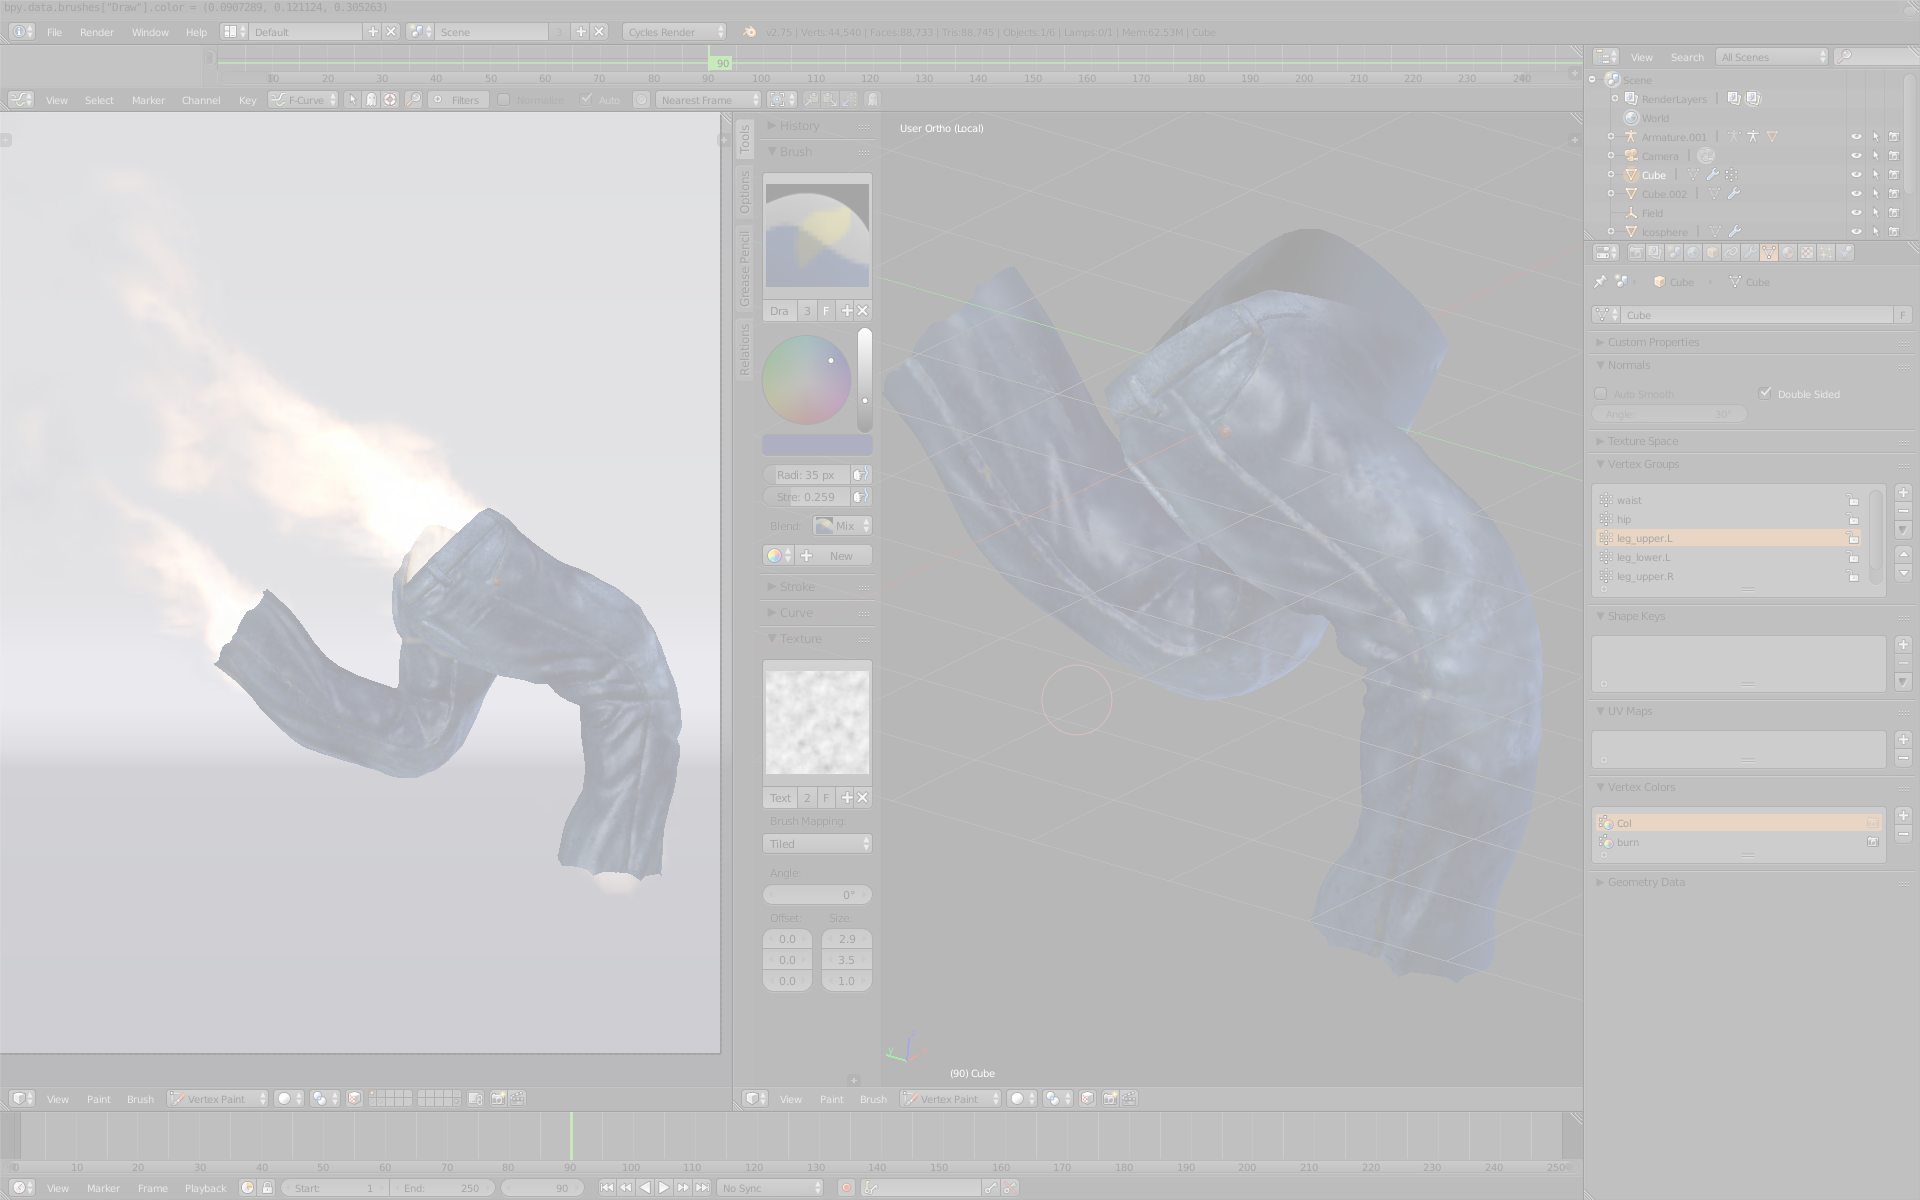 bpy.data.brushes["Draw"].color = (0.0907289, 0.121124, 0.305263)
File Render Window Help Default Scene 3 Cycles Render v2.75 | Verts:44,540 | Faces:88,733 | Tris:88,745 | Objects:1/6 | Lamps:0/1 | Mem:62.53M | Cube
90
10 20 30 40 50 60 70 80 90 100 110 120 130 140 150 160 170 180 190 200 210 220 230 240
View Select Marker Channel Key F-Curve Filters Normalize Auto Nearest Frame
Tools
Options
Grease Pencil
Relations
History
Brush
Dra 3 F
Radi: 35 px
Stre: 0.259
Blend: Mix
New
Stroke
Curve
Texture
Text 2 F
Brush Mapping:
Tiled
Angle:
0°
Offset: Size:
0.0 2.9
0.0 3.5
0.0 1.0
User Ortho (Local)
(90) Cube
View Paint Brush Vertex Paint
View Paint Brush Vertex Paint
View Search All Scenes
Scene
RenderLayers
World
Armature.001
Camera
Cube
Cube.002
Field
Icosphere
Cube Cube
Cube F
Custom Properties
Normals
Auto Smooth Double Sided
Angle: 30°
Texture Space
Vertex Groups
waist
hip
leg_upper.L
leg_lower.L
leg_upper.R
Shape Keys
UV Maps
Vertex Colors
Col
burn
Geometry Data
0 10 20 30 40 50 60 70 80 90 100 110 120 130 140 150 160 170 180 190 200 210 220 230 240 250
View Marker Frame Playback Start: 1 End: 250 90 No Sync